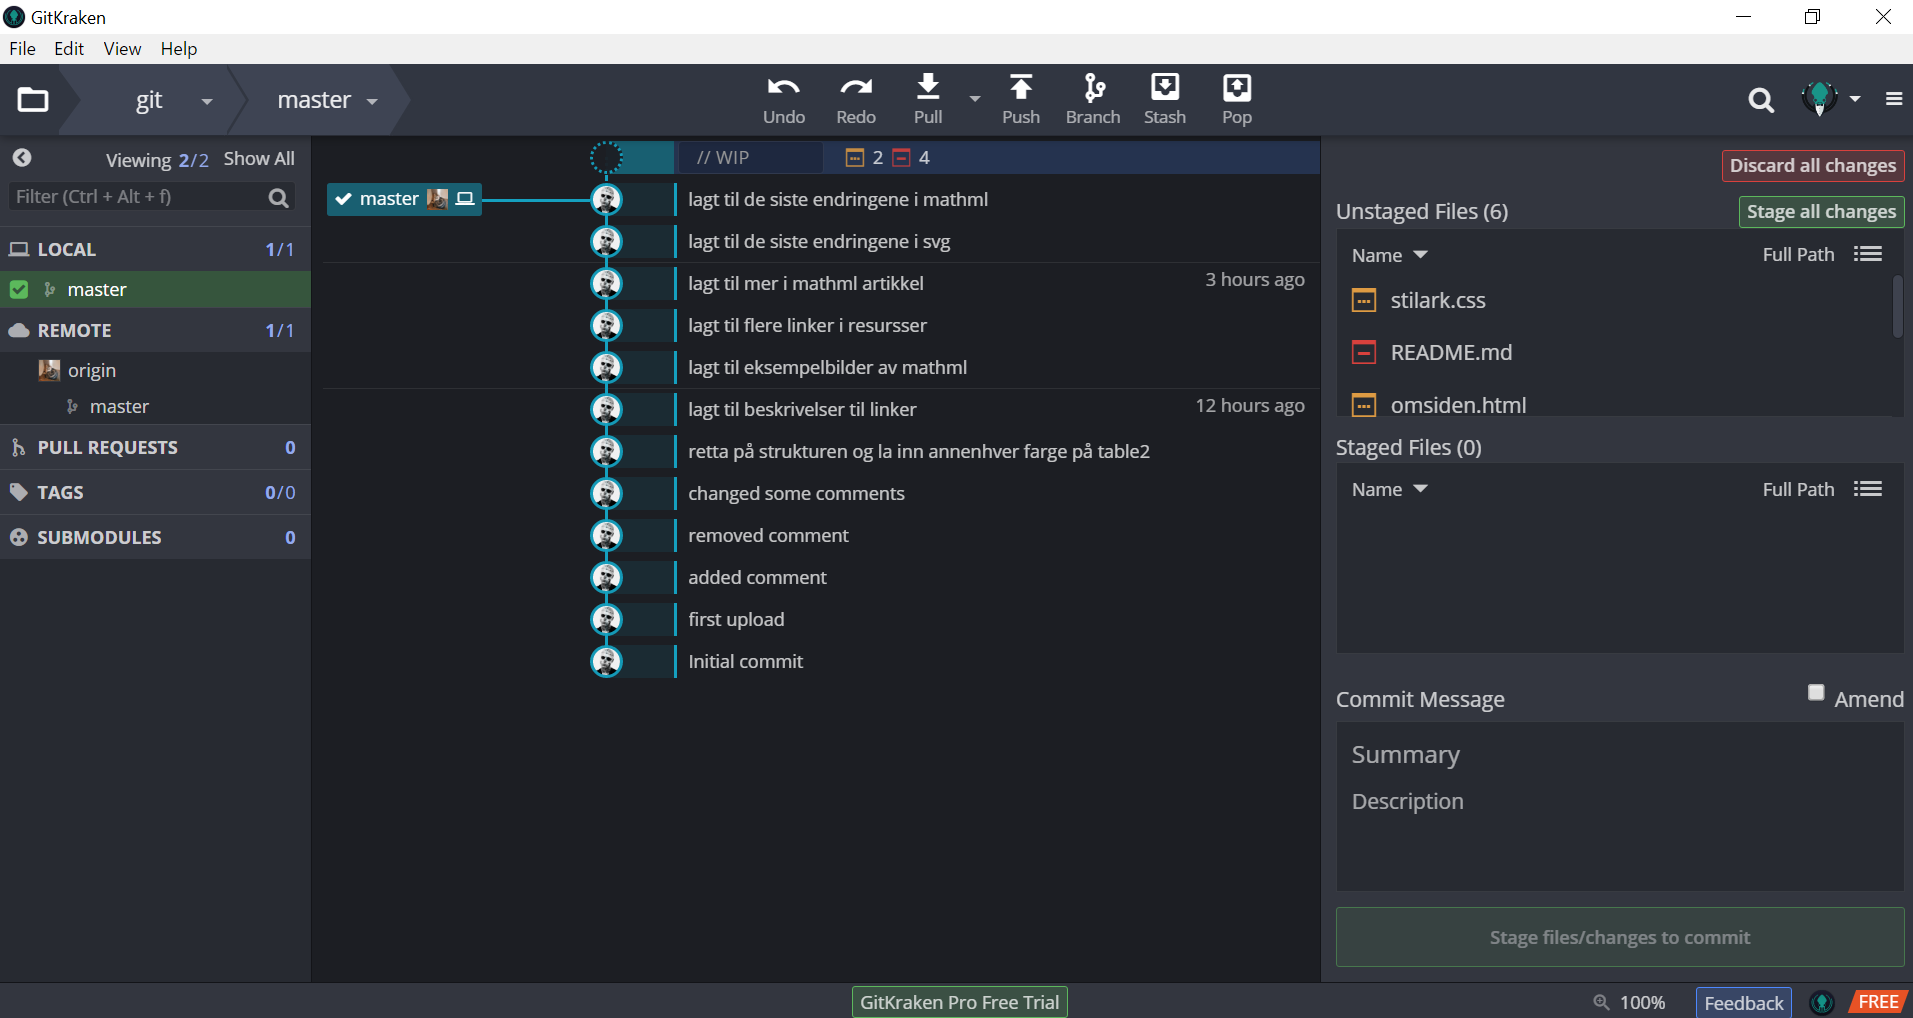 GitKraken
File Edit View Help
git master Undo Redo Pull Push Branch Stash Pop
Viewing 2/2 Show All
Filter (Ctrl + Alt + f)
LOCAL 1/1
master
REMOTE 1/1
origin
master
PULL REQUESTS 0
TAGS 0/0
SUBMODULES 0
// WIP 2 4
master lagt til de siste endringene i mathml
lagt til de siste endringene i svg
lagt til mer i mathml artikkel 3 hours ago
lagt til flere linker i resursser
lagt til eksempelbilder av mathml
lagt til beskrivelser til linker 12 hours ago
retta på strukturen og la inn annenhver farge på table2
changed some comments
removed comment
added comment
first upload
Initial commit
Discard all changes
Unstaged Files (6) Stage all changes
Name Full Path
stilark.css
README.md
omsiden.html
Staged Files (0)
Name Full Path
Commit Message Amend
Summary
Description
Stage files/changes to commit
GitKraken Pro Free Trial 100% Feedback FREE